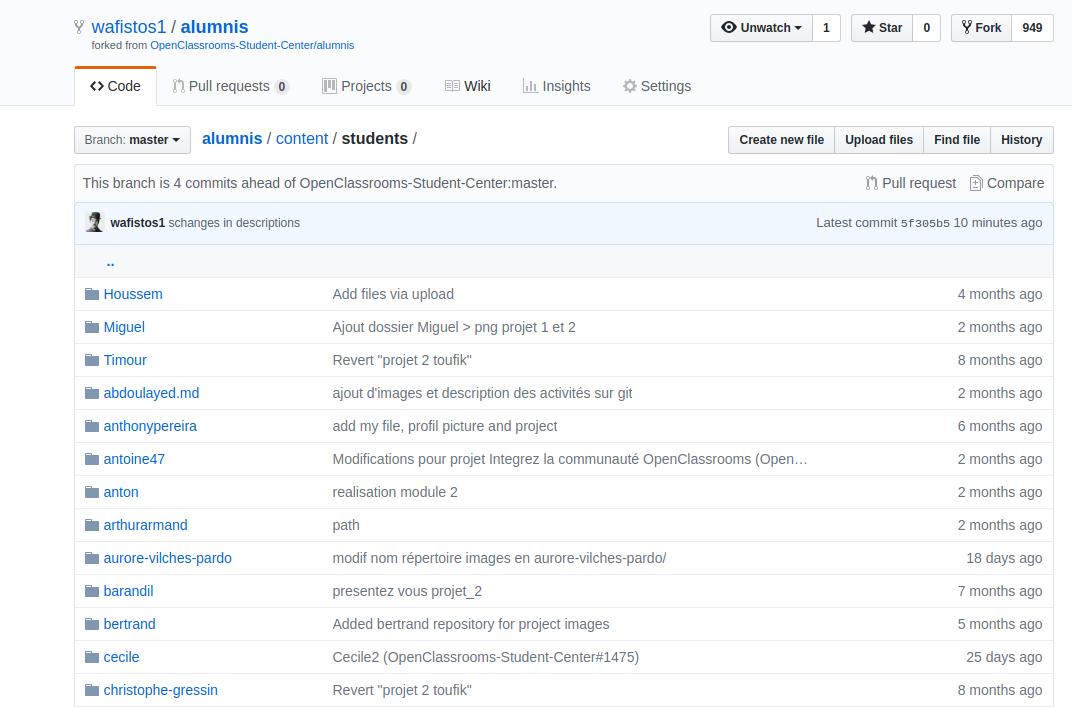 wafistos1 / alumnis
Unwatch 1 Star 0 Fork 949
forked from OpenClassrooms-Student-Center/alumnis
Code Pull requests 0 Projects 0 Wiki Insights Settings
Branch: master alumnis / content / students / Create new file Upload files Find file History
This branch is 4 commits ahead of OpenClassrooms-Student-Center:master. Pull request Compare
wafistos1 schanges in descriptions Latest commit 5f305b5 10 minutes ago
..
Houssem Add files via upload 4 months ago
Miguel Ajout dossier Miguel > png projet 1 et 2 2 months ago
Timour Revert "projet 2 toufik" 8 months ago
abdoulayed.md ajout d'images et description des activités sur git 2 months ago
anthonypereira add my file, profil picture and project 6 months ago
antoine47 Modifications pour projet Integrez la communauté OpenClassrooms (Open… 2 months ago
anton realisation module 2 2 months ago
arthurarmand path 2 months ago
aurore-vilches-pardo modif nom répertoire images en aurore-vilches-pardo/ 18 days ago
barandil presentez vous projet_2 7 months ago
bertrand Added bertrand repository for project images 5 months ago
cecile Cecile2 (OpenClassrooms-Student-Center#1475) 25 days ago
christophe-gressin Revert "projet 2 toufik" 8 months ago